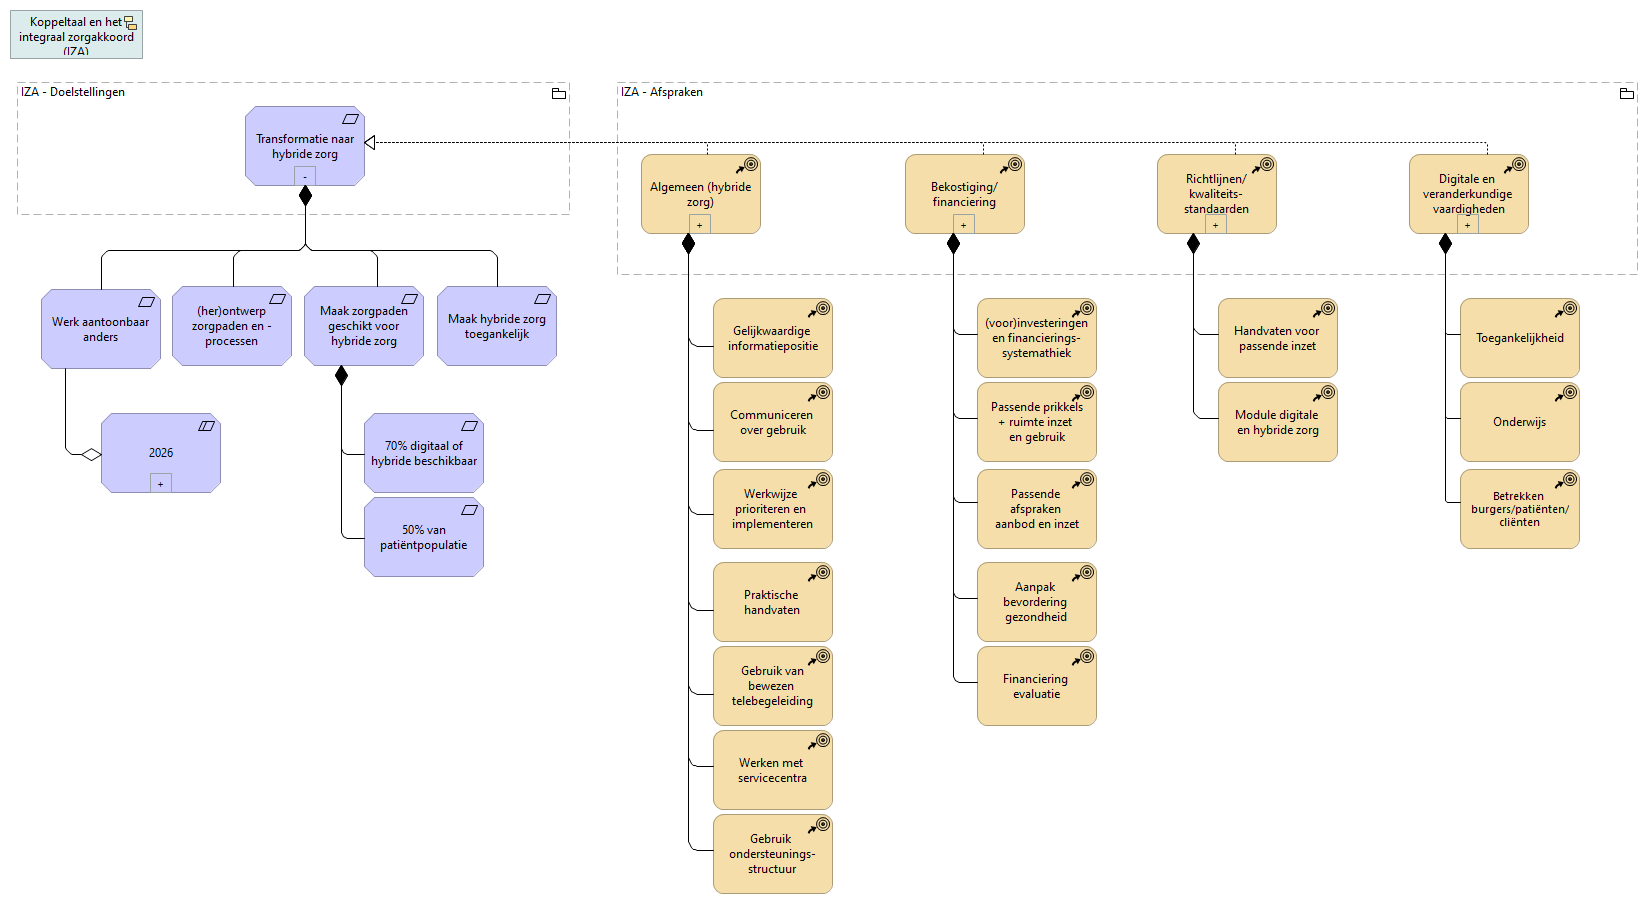 Koppeltaal en het
integraal zorgakkoord
(IZA)
IZA - Doelstellingen
Transformatie naar
hybride zorg
-
Werk aantoonbaar
anders
(her)ontwerp
zorgpaden en -
processen
Maak zorgpaden
geschikt voor
hybride zorg
Maak hybride zorg
toegankelijk
2026
+
70% digitaal of
hybride beschikbaar
50% van
patiëntpopulatie
IZA - Afspraken
Algemeen (hybride
zorg)
+
Bekostiging/
financiering
+
Richtlijnen/
kwaliteits-
standaarden
+
Digitale en
veranderkundige
vaardigheden
+
Gelijkwaardige
informatiepositie
Communiceren
over gebruik
Werkwijze
prioriteren en
implementeren
Praktische
handvaten
Gebruik van
bewezen
telebegeleiding
Werken met
servicecentra
Gebruik
ondersteunings-
structuur
(voor)investeringen
en financierings-
systemathiek
Passende prikkels
+ ruimte inzet
en gebruik
Passende
afspraken
aanbod en inzet
Aanpak
bevordering
gezondheid
Financiering
evaluatie
Handvaten voor
passende inzet
Module digitale
en hybride zorg
Toegankelijkheid
Onderwijs
Betrekken
burgers/patiënten/
cliënten